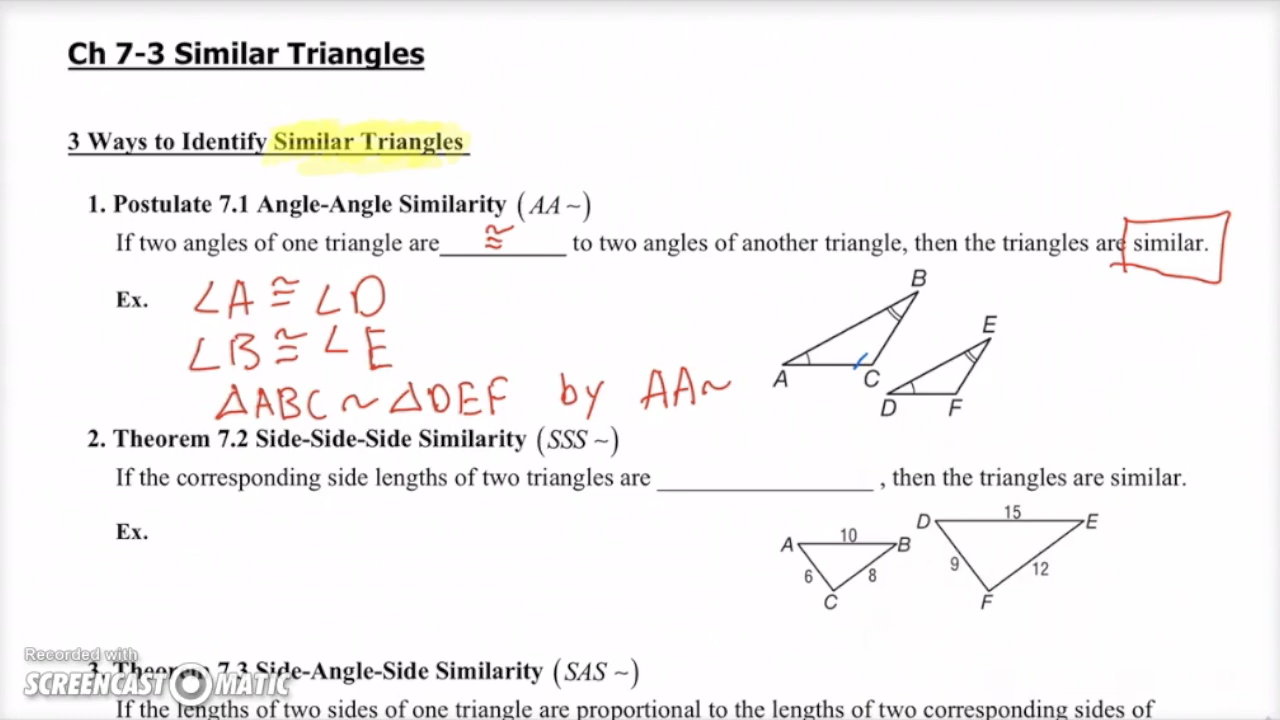 Ch 7-3 Similar Triangles
3 Ways to Identify Similar Triangles
1. Postulate 7.1 Angle-Angle Similarity (AA ~)
If two angles of one triangle are ≅ to two angles of another triangle, then the triangles are similar.
Ex. ∠A ≅ ∠D
∠B ≅ ∠E
△ABC ~ △DEF by AA~
B
E
A
C
D
F
2. Theorem 7.2 Side-Side-Side Similarity (SSS ~)
If the corresponding side lengths of two triangles are ____________________ , then the triangles are similar.
Ex.
A 10 B
6 8
C
D 15 E
9 12
F
Recorded with
SCREENCAST O MATIC
3. Theorem 7.3 Side-Angle-Side Similarity (SAS ~)
If the lengths of two sides of one triangle are proportional to the lengths of two corresponding sides of